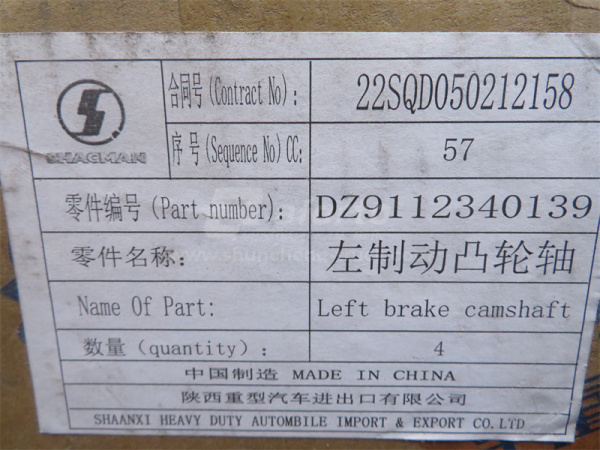 合同号(Contract No): 22SQD050212158
SHACMAN
序号(Sequence No)CC: 57
零件编号(Part number): DZ9112340139
零件名称: 左制动凸轮轴
Name Of Part: Left brake camshaft
数量(quantity): 4
中国制造 MADE IN CHINA
陕西重型汽车进出口有限公司
SHAANXI HEAVY DUTY AUTOMBILE IMPORT & EXPORT CO.LTD